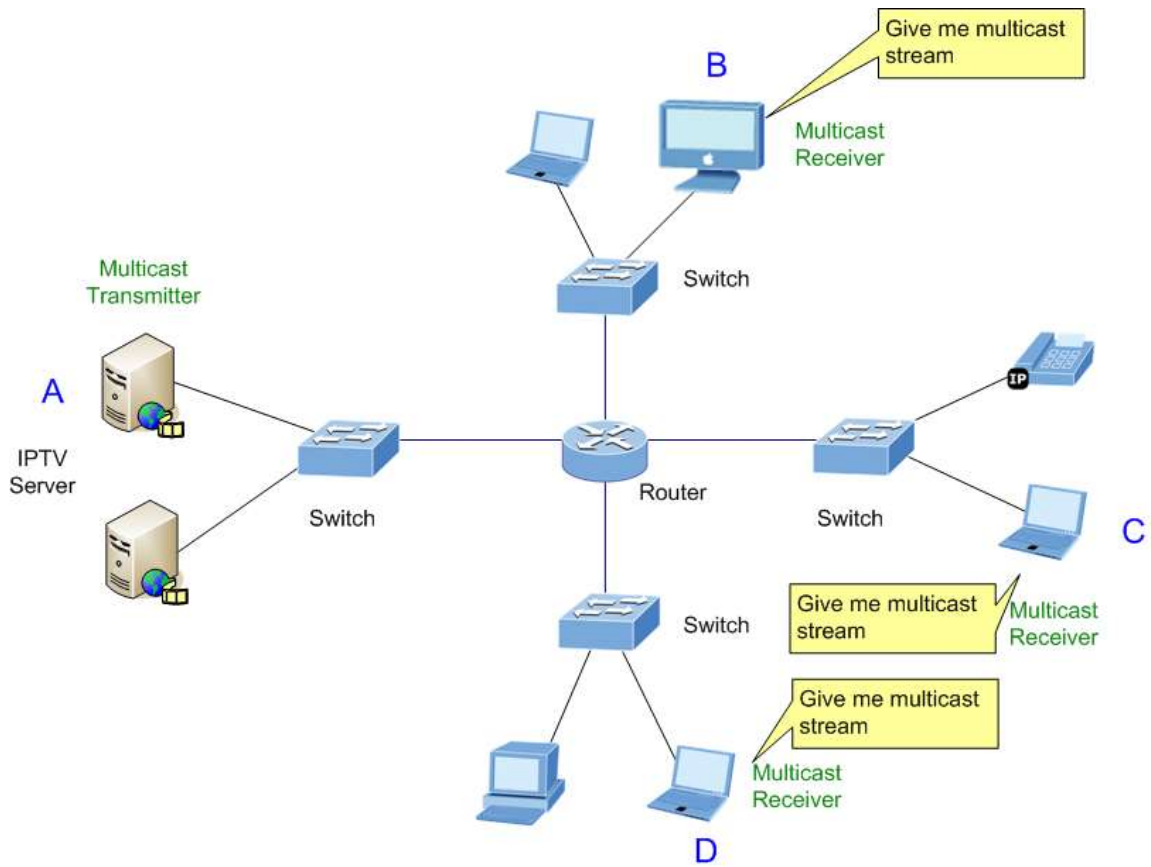 Give me multicast
stream
B
Multicast
Receiver
Switch
Multicast
Transmitter
A
IPTV
Server
Switch
Router
IP
Switch
C
Give me multicast
stream
Multicast
Receiver
Switch
Give me multicast
stream
Multicast
Receiver
D